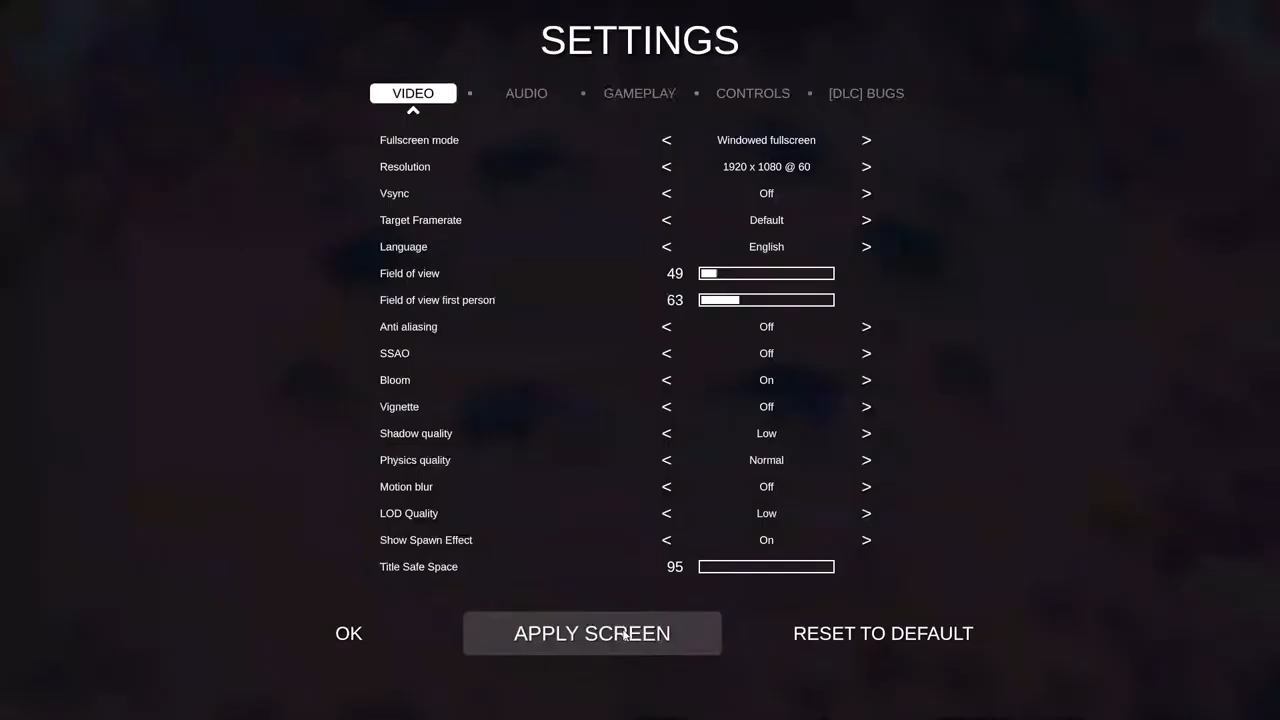 SETTINGS
VIDEO AUDIO GAMEPLAY CONTROLS [DLC] BUGS
Fullscreen mode < Windowed fullscreen >
Resolution < 1920 x 1080 @ 60 >
Vsync < Off >
Target Framerate < Default >
Language < English >
Field of view 49
Field of view first person 63
Anti aliasing < Off >
SSAO < Off >
Bloom < On >
Vignette < Off >
Shadow quality < Low >
Physics quality < Normal >
Motion blur < Off >
LOD Quality < Low >
Show Spawn Effect < On >
Title Safe Space 95
OK APPLY SCREEN RESET TO DEFAULT